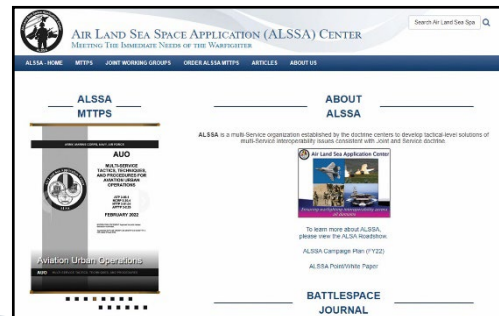 AIR LAND SEA SPACE APPLICATION (ALSSA) CENTER
MEETING THE IMMEDIATE NEEDS OF THE WARFIGHTER
Search Air Land Sea Spa
ALSSA - HOME MTTPS JOINT WORKING GROUPS ORDER ALSSA MTTPS ARTICLES ABOUT US
ALSSA
MTTPS
AUO
MULTI-SERVICE
TACTICS, TECHNIQUES,
AND PROCEDURES FOR
AVIATION URBAN
OPERATIONS
FEBRUARY 2022
Aviation Urban Operations
AUO
ABOUT
ALSSA
ALSSA is a multi-Service organization established by the doctrine centers to develop tactical-level solutions of
multi-Service interoperability issues consistent with Joint and Service doctrine
Air Land Sea Application Center
To learn more about ALSSA,
please view the ALSA Roadshow.
ALSSA Campaign Plan (FY22)
ALSSA Point/White Paper
BATTLESPACE
JOURNAL